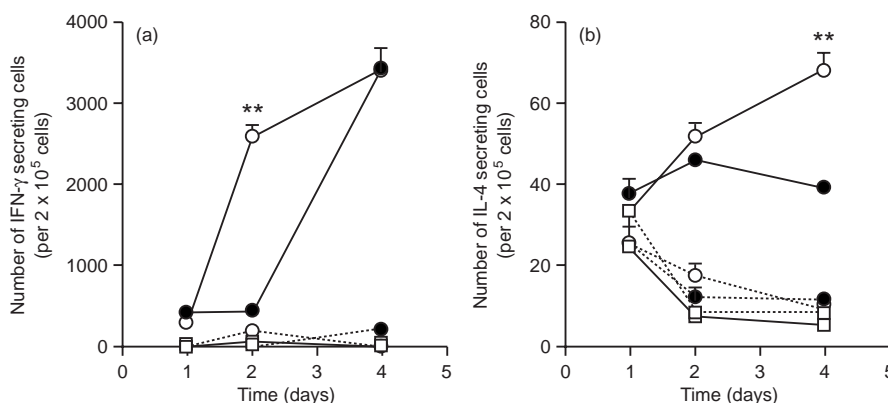 (a)
Number of IFN-γ secreting cells
(per 2 x 10⁵ cells)
4000
3000
2000
1000
0
**
0 1 2 3 4 5
Time (days)
(b)
Number of IL-4 secreting cells
(per 2 x 10⁵ cells)
80
60
40
20
0
**
0 1 2 3 4 5
Time (days)